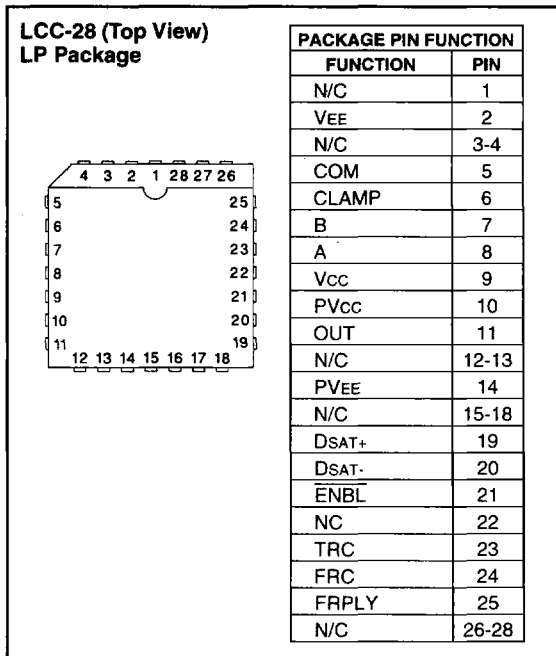 LCC-28 (Top View)
LP Package
4 3 2 1 28 27 26
5 25
6 24
7 23
8 22
9 21
10 20
11 19
12 13 14 15 16 17 18
PACKAGE PIN FUNCTION
FUNCTION PIN
N/C 1
VEE 2
N/C 3-4
COM 5
CLAMP 6
B 7
A 8
VCC 9
PVCC 10
OUT 11
N/C 12-13
PVEE 14
N/C 15-18
DSAT+ 19
DSAT- 20
ENBL 21
NC 22
TRC 23
FRC 24
FRPLY 25
N/C 26-28